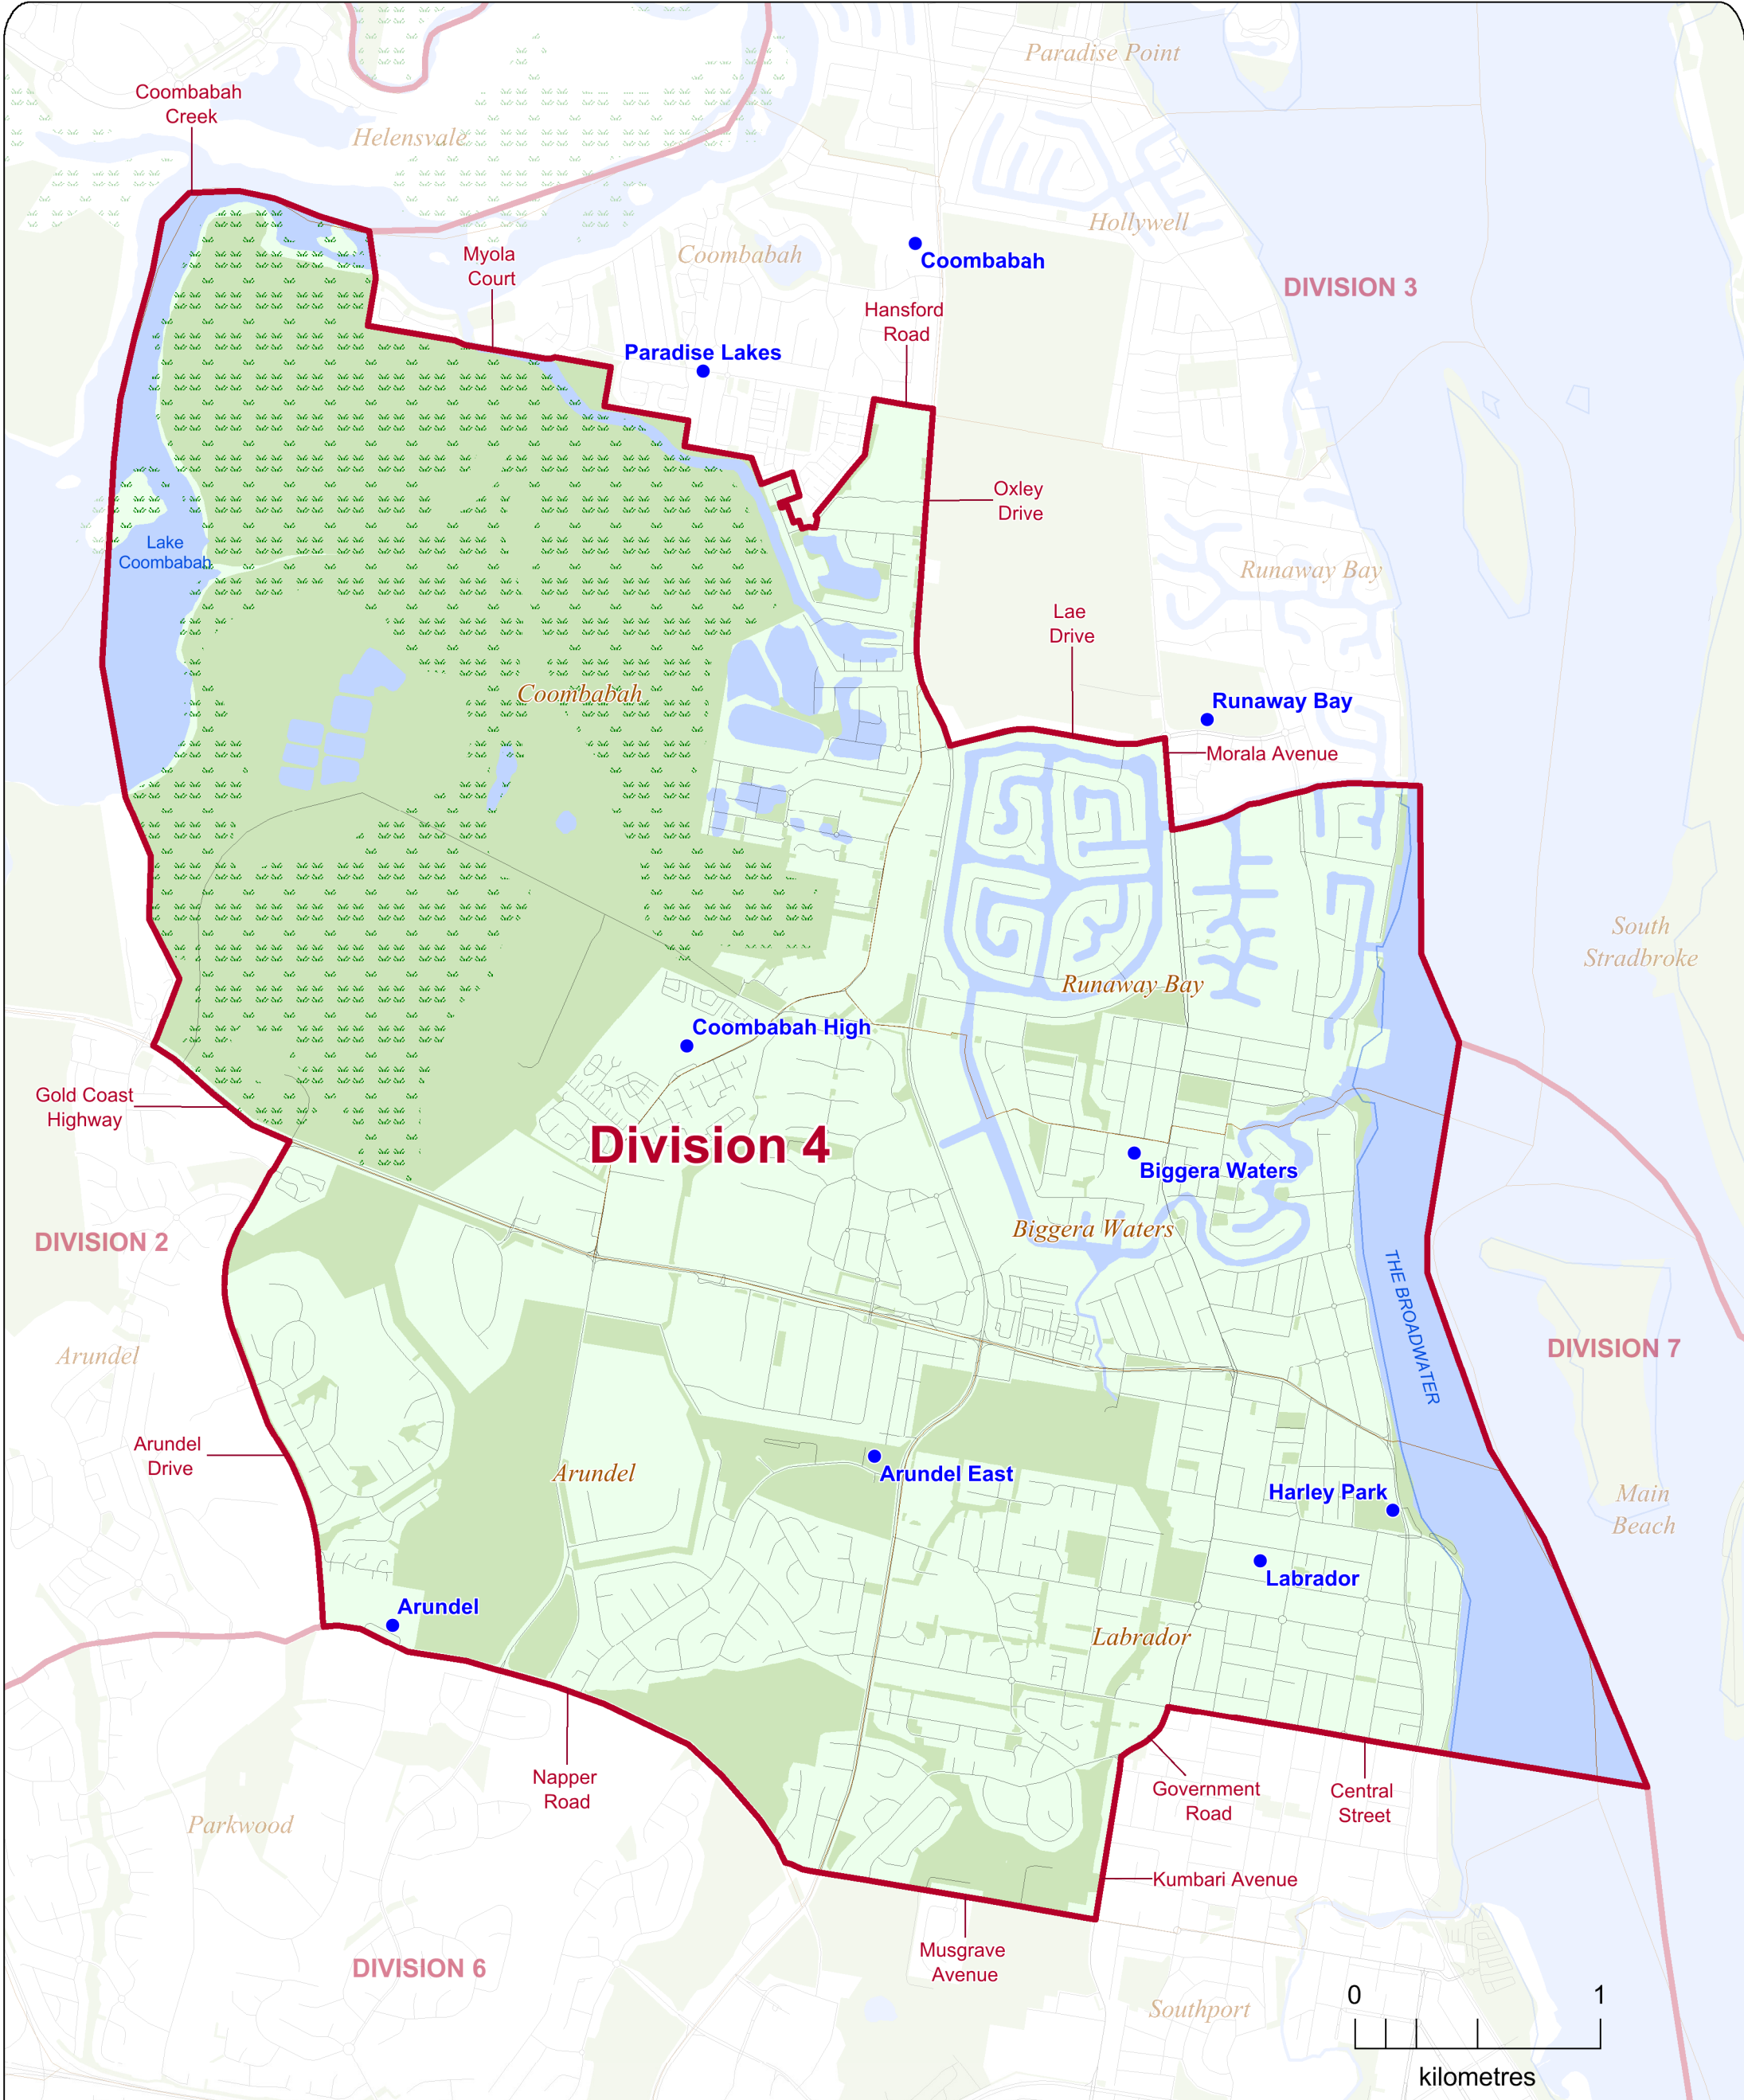 Paradise Point
Coombabah
Creek
Helensvale
Hollywell
Coombabah
Myola
Court
Coombabah
DIVISION 3
Hansford
Road
Paradise Lakes
Oxley
Drive
Lake
Coombabah
Runaway Bay
Lae
Drive
Coombabah
Runaway Bay
Morala Avenue
South
Stradbroke
Runaway Bay
Coombabah High
Gold Coast
Highway
Division 4
Biggera Waters
Biggera Waters
DIVISION 2
THE BROADWATER
DIVISION 7
Arundel
Arundel
Drive
Arundel
Arundel East
Harley Park
Main
Beach
Labrador
Arundel
Labrador
Napper
Road
Government
Road
Central
Street
Parkwood
Kumbari Avenue
Musgrave
Avenue
DIVISION 6
Southport
0 1
kilometres